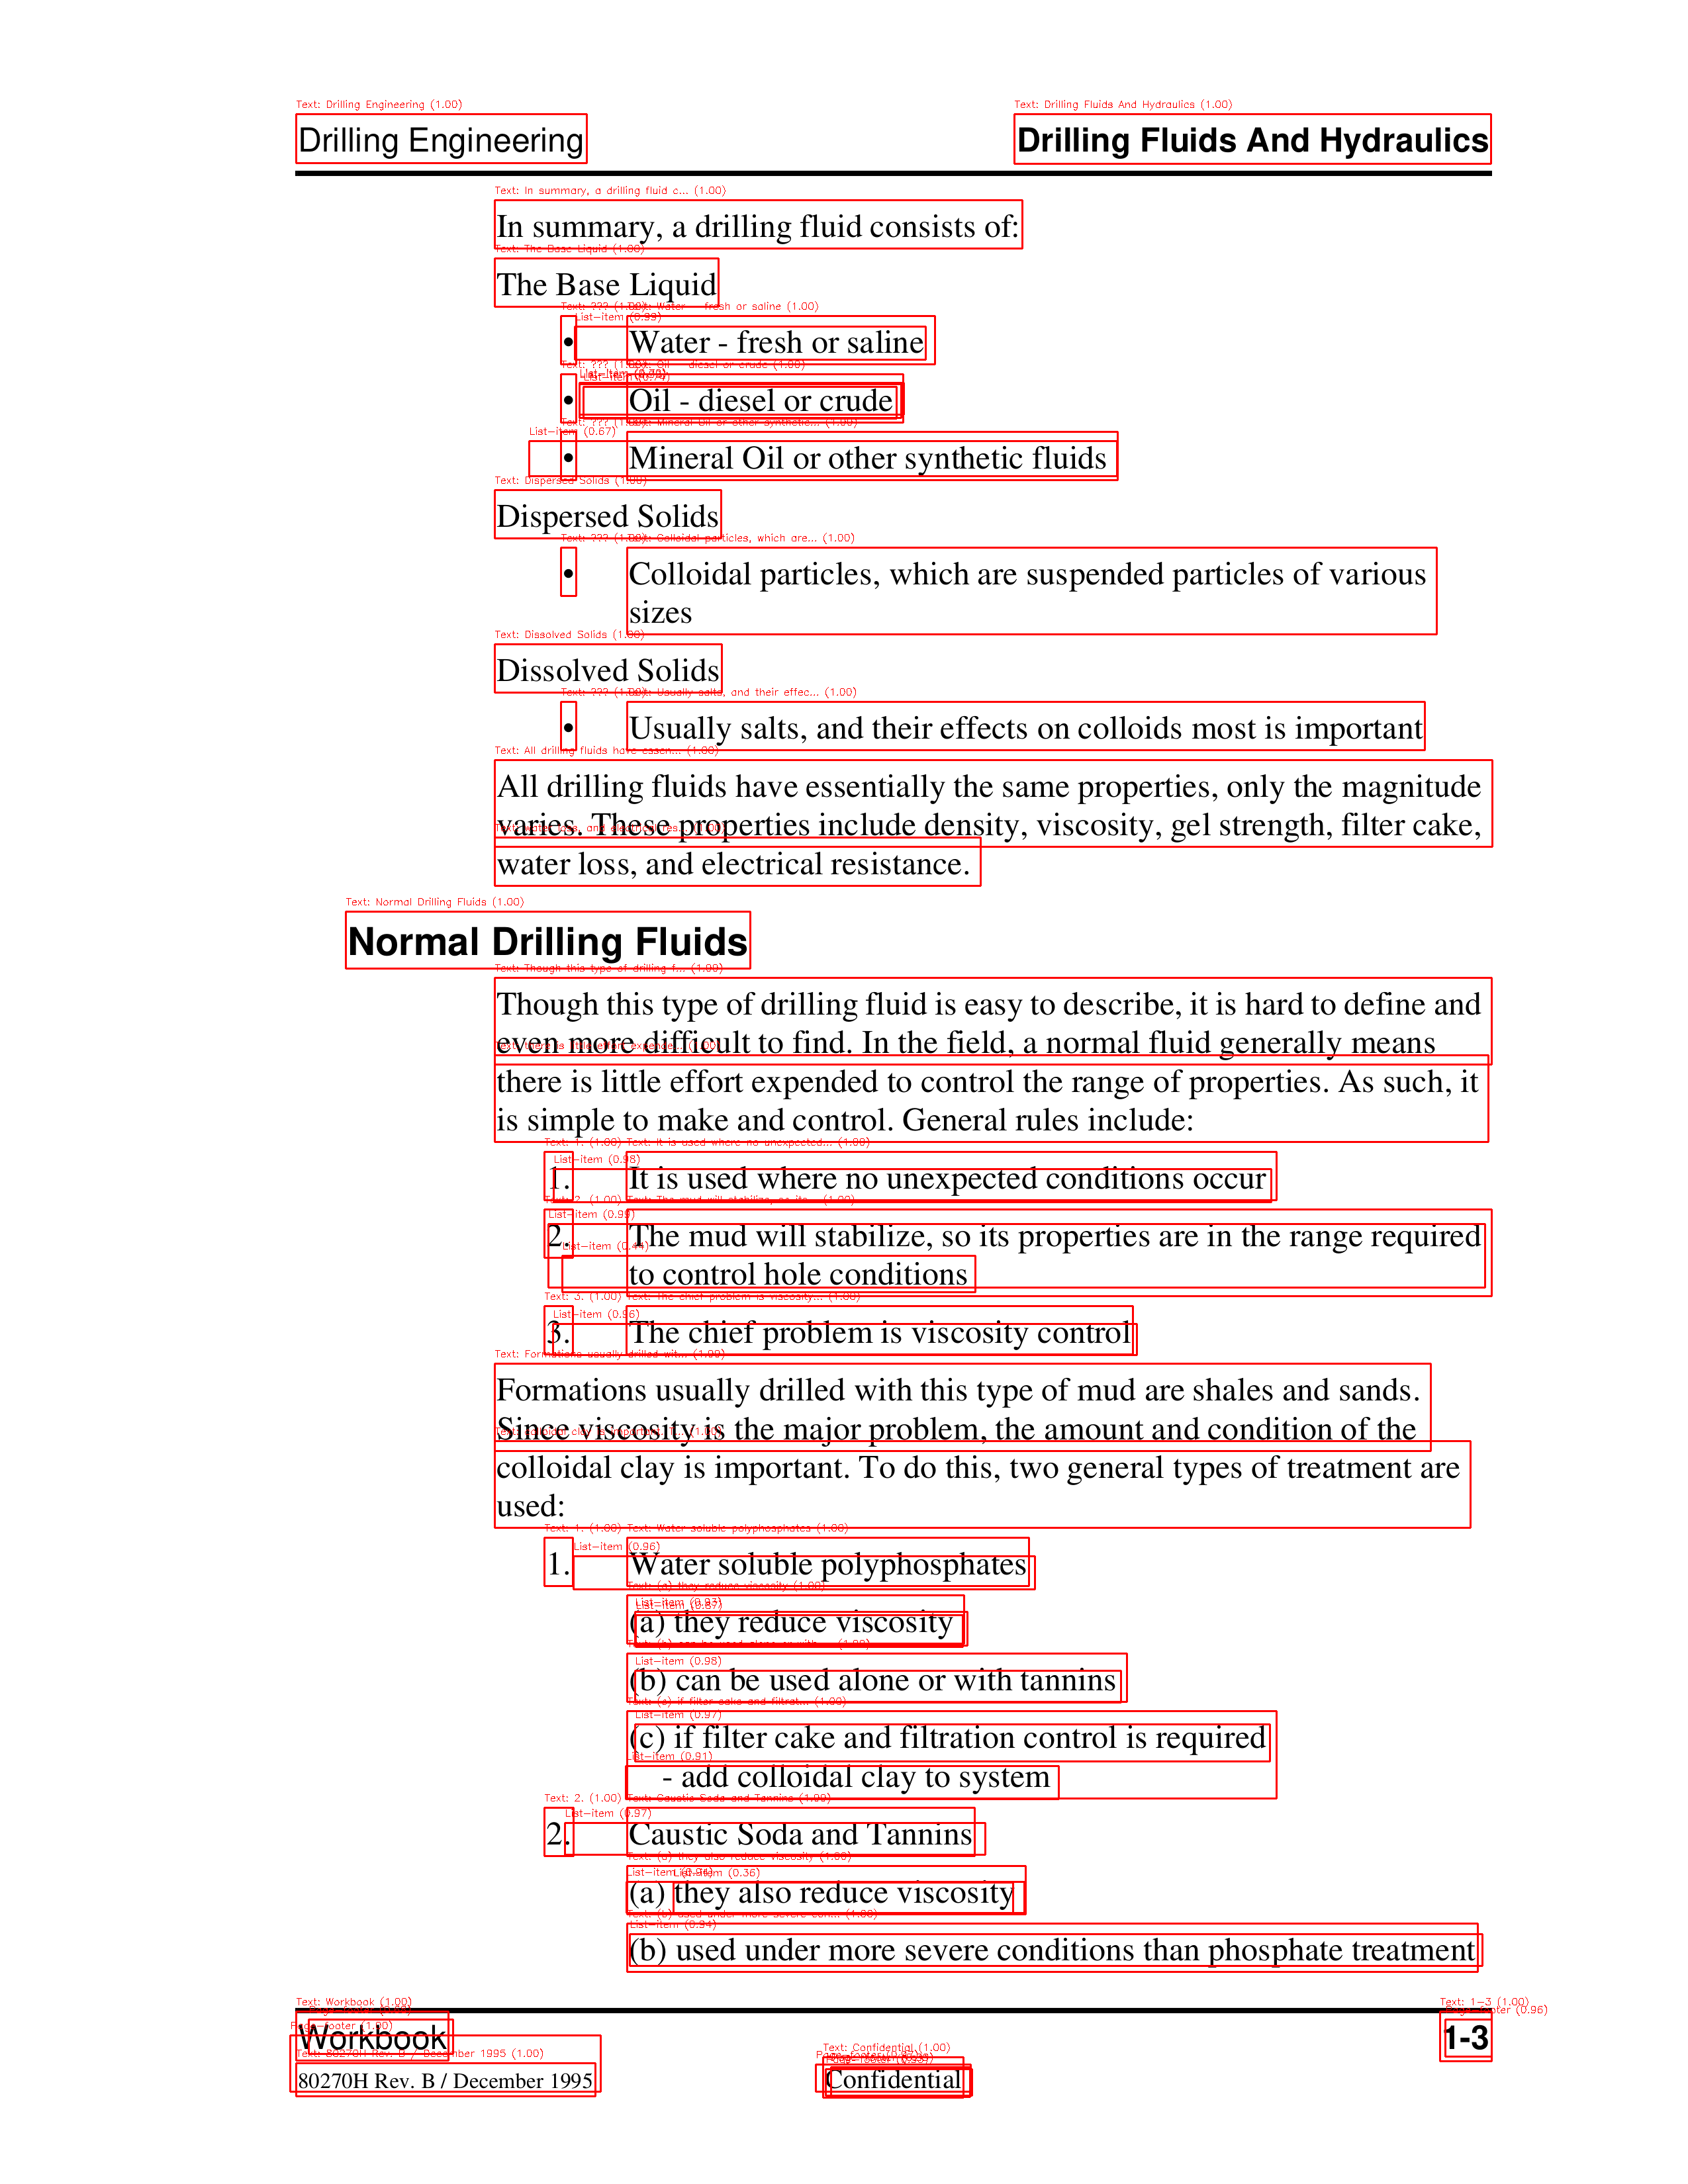 Drilling Engineering
Drilling Fluids And Hydraulics
In summary, a drilling fluid consists of:
The Base Liquid
• Water - fresh or saline
• Oil - diesel or crude
• Mineral Oil or other synthetic fluids
Dispersed Solids
• Colloidal particles, which are suspended particles of various
sizes
Dissolved Solids
• Usually salts, and their effects on colloids most is important
All drilling fluids have essentially the same properties, only the magnitude
varies. These properties include density, viscosity, gel strength, filter cake,
water loss, and electrical resistance.
Normal Drilling Fluids
Though this type of drilling fluid is easy to describe, it is hard to define and
even more difficult to find. In the field, a normal fluid generally means
there is little effort expended to control the range of properties. As such, it
is simple to make and control. General rules include:
1. It is used where no unexpected conditions occur
2. The mud will stabilize, so its properties are in the range required
to control hole conditions
3. The chief problem is viscosity control
Formations usually drilled with this type of mud are shales and sands.
Since viscosity is the major problem, the amount and condition of the
colloidal clay is important. To do this, two general types of treatment are
used:
1. Water soluble polyphosphates
(a) they reduce viscosity
(b) can be used alone or with tannins
(c) if filter cake and filtration control is required
- add colloidal clay to system
2. Caustic Soda and Tannins
(a) they also reduce viscosity
(b) used under more severe conditions than phosphate treatment
Workbook
1-3
80270H Rev. B / December 1995
Confidential